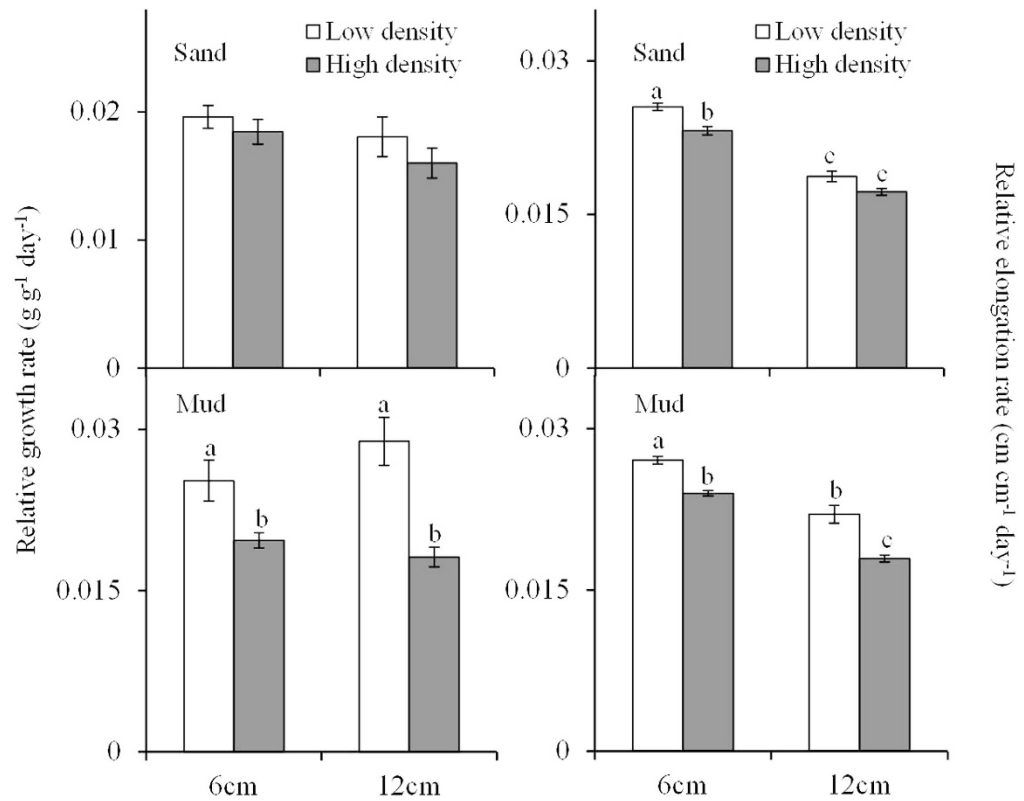 Sand
Low density
High density
0.02
0.01
0
Sand
Low density
High density
0.03
a
b
c
c
0.015
0
Mud
0.03
a
b
a
b
0.015
0
6cm
12cm
Mud
0.03
a
b
b
c
0.015
0
6cm
12cm
Relative growth rate (g g⁻¹ day⁻¹)
Relative elongation rate (cm cm⁻¹ day⁻¹)